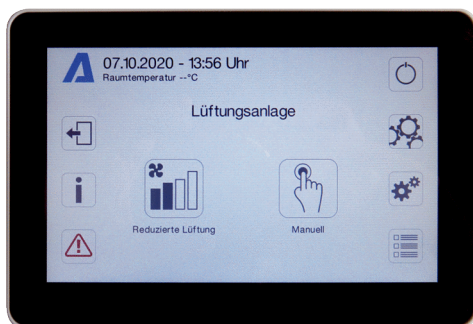 07.10.2020 - 13:56 Uhr
Raumtemperatur --°C
Lüftungsanlage
Reduzierte Lüftung
Manuell